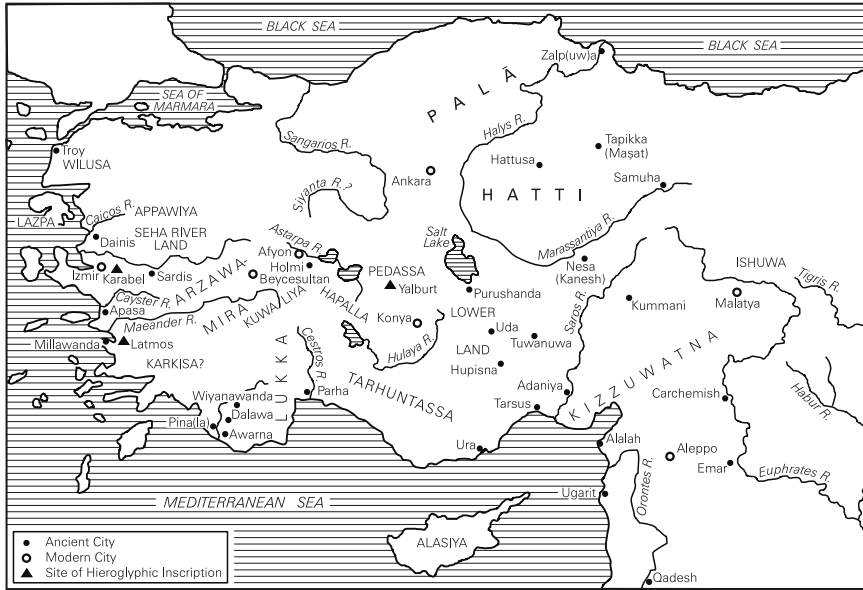 BLACK SEA
BLACK SEA
Zalp(uw)a
PALĀ
SEA OF
MARMARA
Sangarios R.
Halys R.
Tapikka
(Maşat)
Troy
WILUSA
Hattusa
Ankara
Siyanta R.?
HATTI
Samuha
LAZPA
Caicos R.
APPAWIYA
SEHA RIVER
LAND
Dainis
Astarpa R.
Salt
Lake
Marassantiya R.
Afyon
Holmi
Beycesultan
PEDASSA
Yalburt
Nesa
(Kanesh)
ISHUWA
Tigris R.
Izmir
Karabel
Sardis
ARZAWA-
Purushanda
Kummani
Malatya
Cayster R.
Apasa
MIRA
KUWALIYA
HAPALLA
Konya
LOWER
LAND
Uda
Tuwanuwa
Saros R.
Maeander R.
Millawanda
Latmos
Hulaya R.
Hupisna
KARKISA?
LUKKA
Cestros R.
Parha
TARHUNTASSA
Adaniya
Tarsus
KIZZUWATNA
Carchemish
Habur R.
Wiyanawanda
Dalawa
Pina(la)
Awarna
Ura
Alalah
Aleppo
Emar
Euphrates R.
Orontes R.
Ugarit
MEDITERRANEAN SEA
ALASIYA
Qadesh
Ancient City
Modern City
Site of Hieroglyphic Inscription